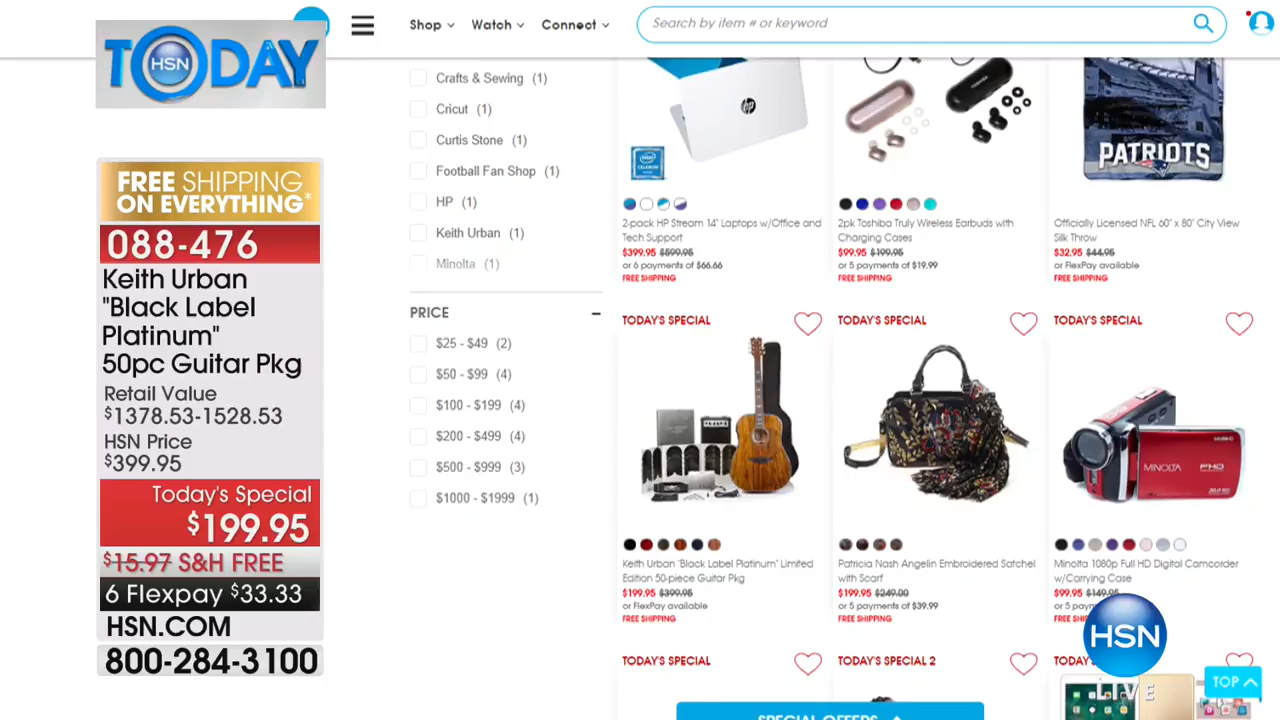 TODAY
HSN
Shop
Watch
Connect
Search by item # or keyword
FREE SHIPPING
ON EVERYTHING*
088-476
Keith Urban
"Black Label
Platinum"
50pc Guitar Pkg
Retail Value
$1378.53-1528.53
HSN Price
$399.95
Today's Special
$199.95
$15.97 S&H FREE
6 Flexpay $33.33
HSN.COM
800-284-3100
Crafts & Sewing (1)
Cricut (1)
Curtis Stone (1)
Football Fan Shop (1)
HP (1)
Keith Urban (1)
Minolta (1)
PRICE
$25 - $49 (2)
$50 - $99 (4)
$100 - $199 (4)
$200 - $499 (4)
$500 - $999 (3)
$1000 - $1999 (1)
hp
intel
CELERON
2-pack HP Stream 14" Laptops w/Office and
Tech Support
$399.95 $599.95
or 6 payments of $66.66
FREE SHIPPING
2pk Toshiba Truly Wireless Earbuds with
Charging Cases
$99.95 $199.95
or 5 payments of $19.99
FREE SHIPPING
PATRIOTS
Officially Licensed NFL 60" x 80" City View
Silk Throw
$32.95 $44.95
or FlexPay available
FREE SHIPPING
TODAY'S SPECIAL
Keith Urban "Black Label Platinum" Limited
Edition 50-piece Guitar Pkg
$199.95 $399.95
or FlexPay available
FREE SHIPPING
TODAY'S SPECIAL
Patricia Nash Angelin Embroidered Satchel
with Scarf
$199.95 $249.00
or 5 payments of $39.99
FREE SHIPPING
TODAY'S SPECIAL
MINOLTA
FHD
Minolta 1080p Full HD Digital Camcorder
w/Carrying Case
$99.95 $149.95
or 5
FREE
TODAY'S SPECIAL
TODAY'S SPECIAL 2
HSN
LIVE
TOP
SPECIAL OFFERS